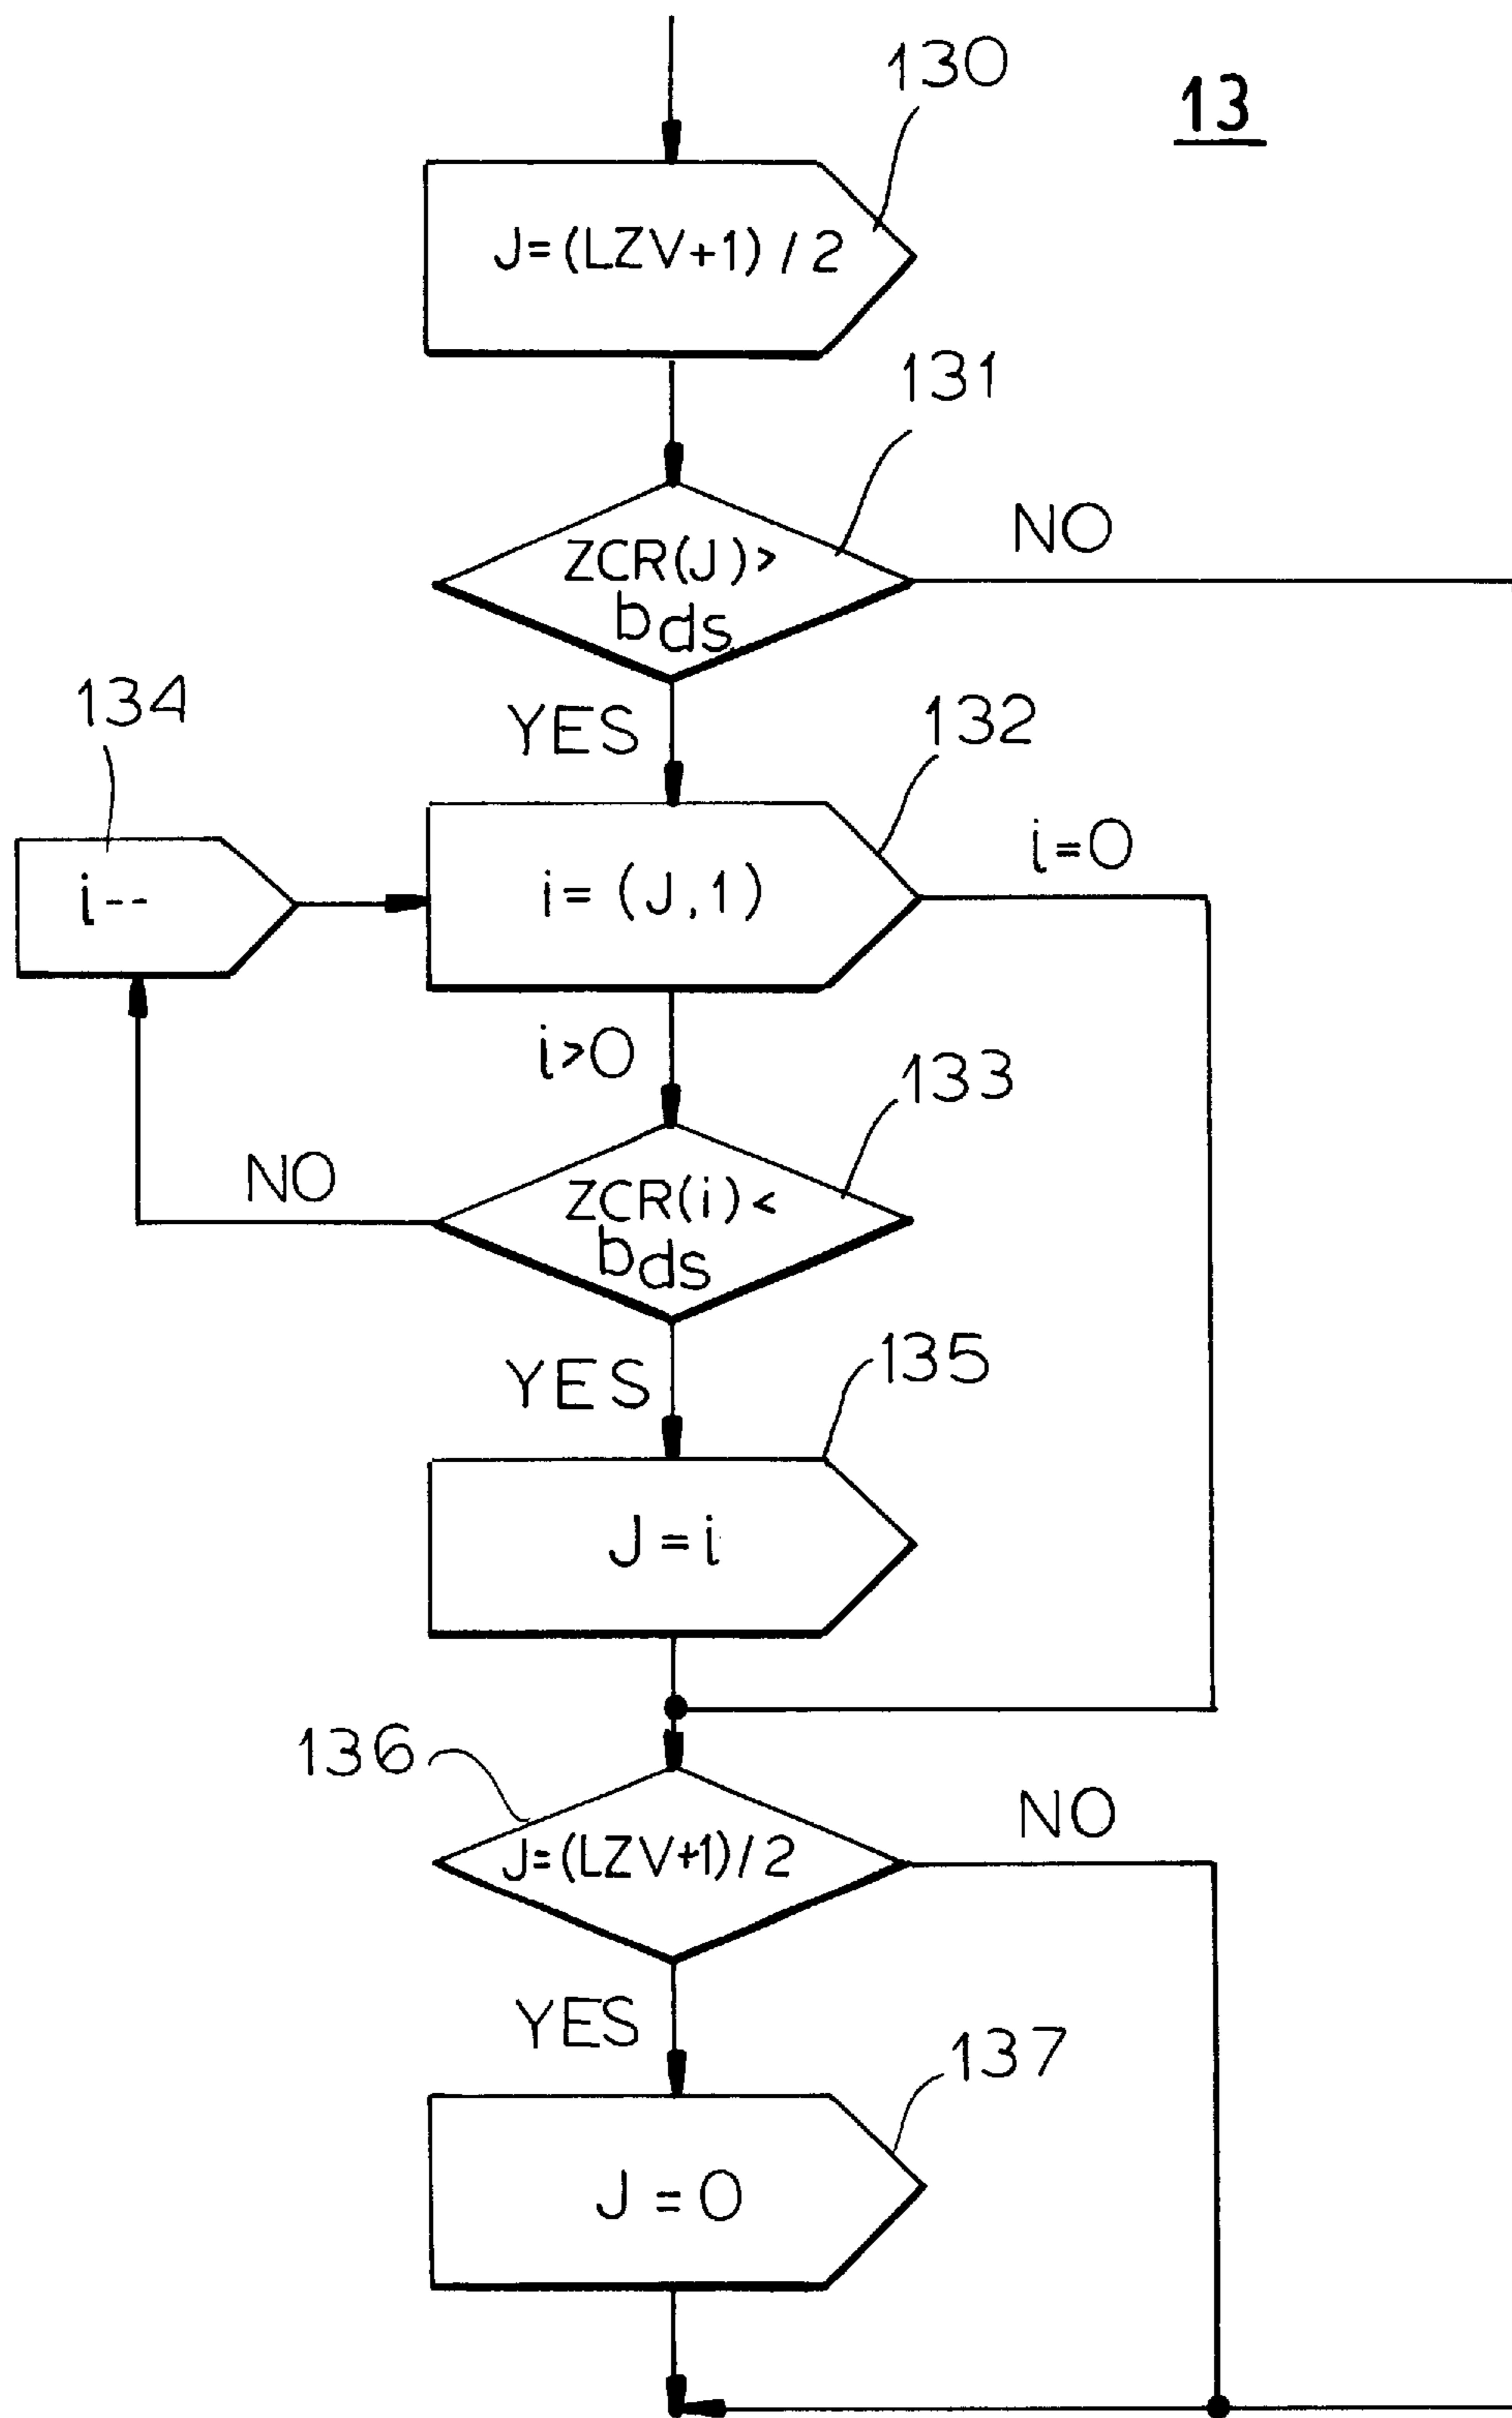 130
13
J=(LZV+1)/2
131
ZCR(J)>
bds
NO
YES
134
132
i--
i=(J,1)
i=0
i>0
133
NO
ZCR(i)<
bds
YES
135
J=i
136
J=(LZV+1)/2
NO
YES
137
J=0